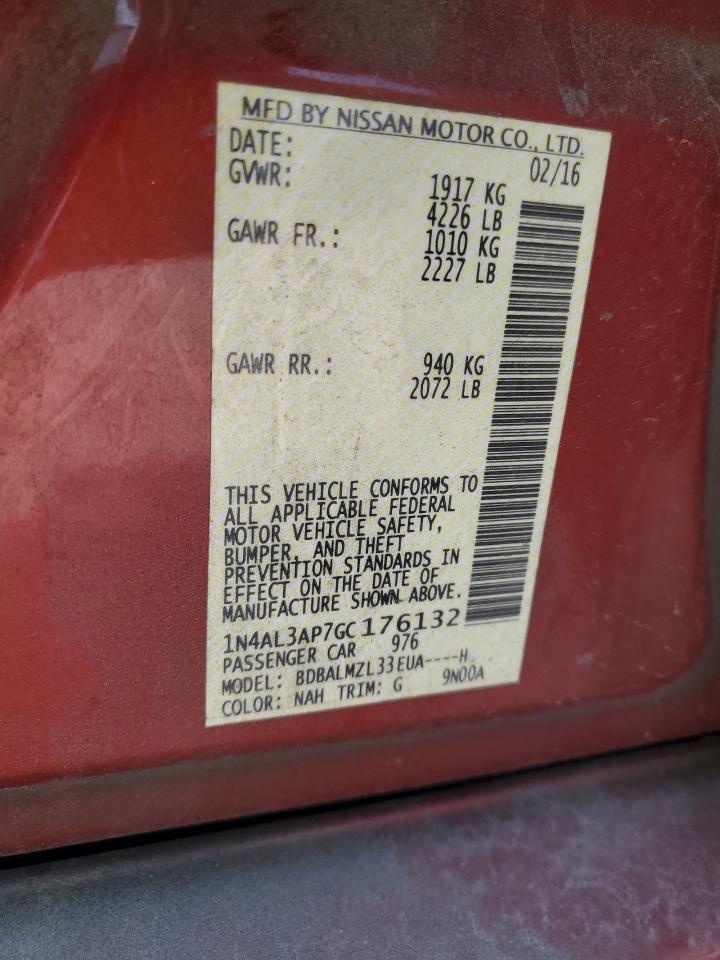 MFD BY NISSAN MOTOR CO., LTD.
DATE: 02/16
GVWR: 1917 KG
4226 LB
GAWR FR.: 1010 KG
2227 LB
GAWR RR.: 940 KG
2072 LB
THIS VEHICLE CONFORMS TO
ALL APPLICABLE FEDERAL
MOTOR VEHICLE SAFETY,
BUMPER, AND THEFT
PREVENTION STANDARDS IN
EFFECT ON THE DATE OF
MANUFACTURE SHOWN ABOVE.
1N4AL3AP7GC176132
PASSENGER CAR 976
MODEL: BDBALMZL33EUA----H
COLOR: NAH TRIM: G 9N00A